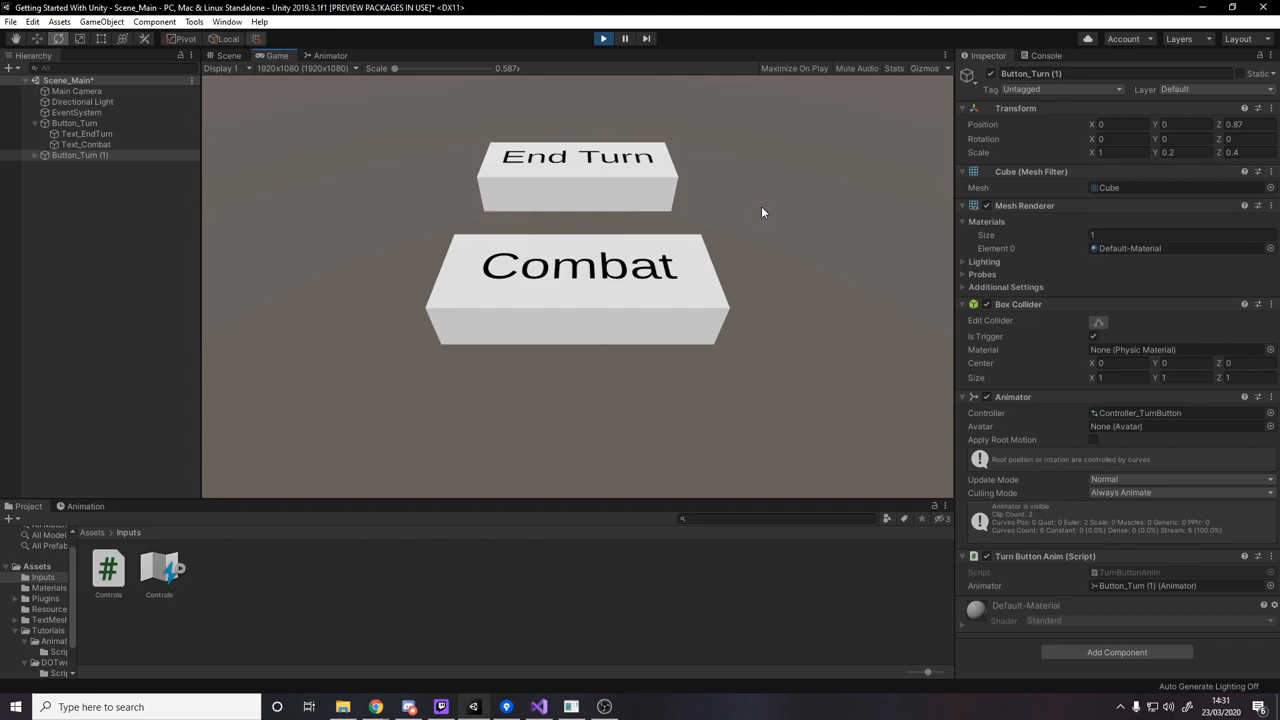 Getting Started With Unity - Scene_Main - PC, Mac & Linux Standalone - Unity 2019.3.1f1 [PREVIEW PACKAGES IN USE]* <DX11>
File Edit Assets GameObject Component Tools Window Help
Pivot Local Account Layers Layout
Hierarchy Scene Game Animator Inspector Console
All Display 1 1920x1080 (1920x1080) Scale 0.587x Maximize On Play Mute Audio Stats Gizmos
Scene_Main*
Main Camera
Directional Light
EventSystem
Button_Turn
Text_EndTurn
Text_Combat
Button_Turn (1)
End Turn
Combat
Button_Turn (1) Static
Tag Untagged Layer Default
Transform
Position X 0 Y 0 Z 0.87
Rotation X 0 Y 0 Z 0
Scale X 1 Y 0.2 Z 0.4
Cube (Mesh Filter)
Mesh Cube
Mesh Renderer
Materials
Size 1
Element 0 Default-Material
Lighting
Probes
Additional Settings
Box Collider
Edit Collider
Is Trigger
Material None (Physic Material)
Center X 0 Y 0 Z 0
Size X 1 Y 1 Z 1
Animator
Controller Controller_TurnButton
Avatar None (Avatar)
Apply Root Motion
Root position or rotation are controlled by curves
Update Mode Normal
Culling Mode Always Animate
Animator is visible
Clip Count: 2
Curves Pos: 0 Quat: 0 Euler: 2 Scale: 0 Muscles: 0 Generic: 0 PPtr: 0
Curves Count: 6 Constant: 0 (0.0%) Dense: 0 (0.0%) Stream: 6 (100.0%)
Turn Button Anim (Script)
Script TurnButtonAnim
Animator Button_Turn (1) (Animator)
Default-Material
Shader Standard
Add Component
Project Animation
3
All Model
All Prefab
Assets
Inputs
Materials
Plugins
Resource
TextMesh
Tutorials
Animat
Scrip
DOTwe
Scrip
Assets Inputs
Controls Controls
Auto Generate Lighting Off
Type here to search
14:31
23/03/2020